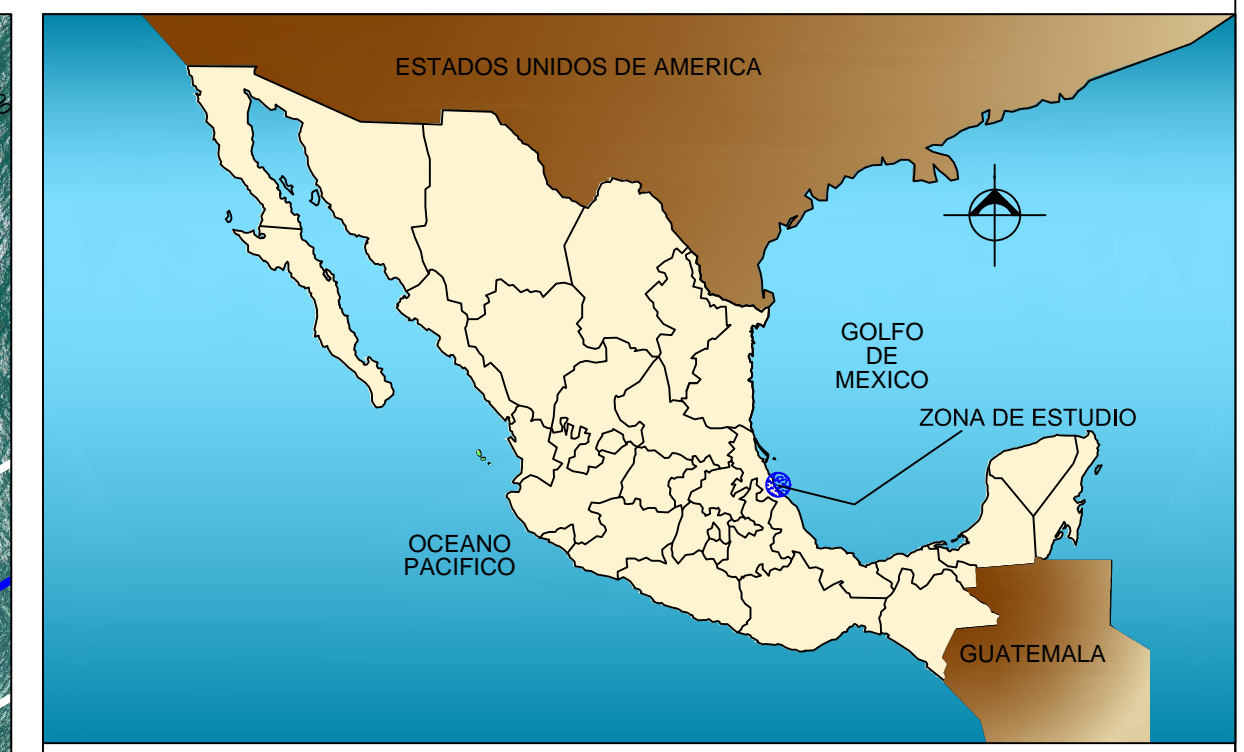 ESTADOS UNIDOS DE AMERICA
GOLFO
DE
MEXICO
ZONA DE ESTUDIO
OCEANO
PACIFICO
GUATEMALA